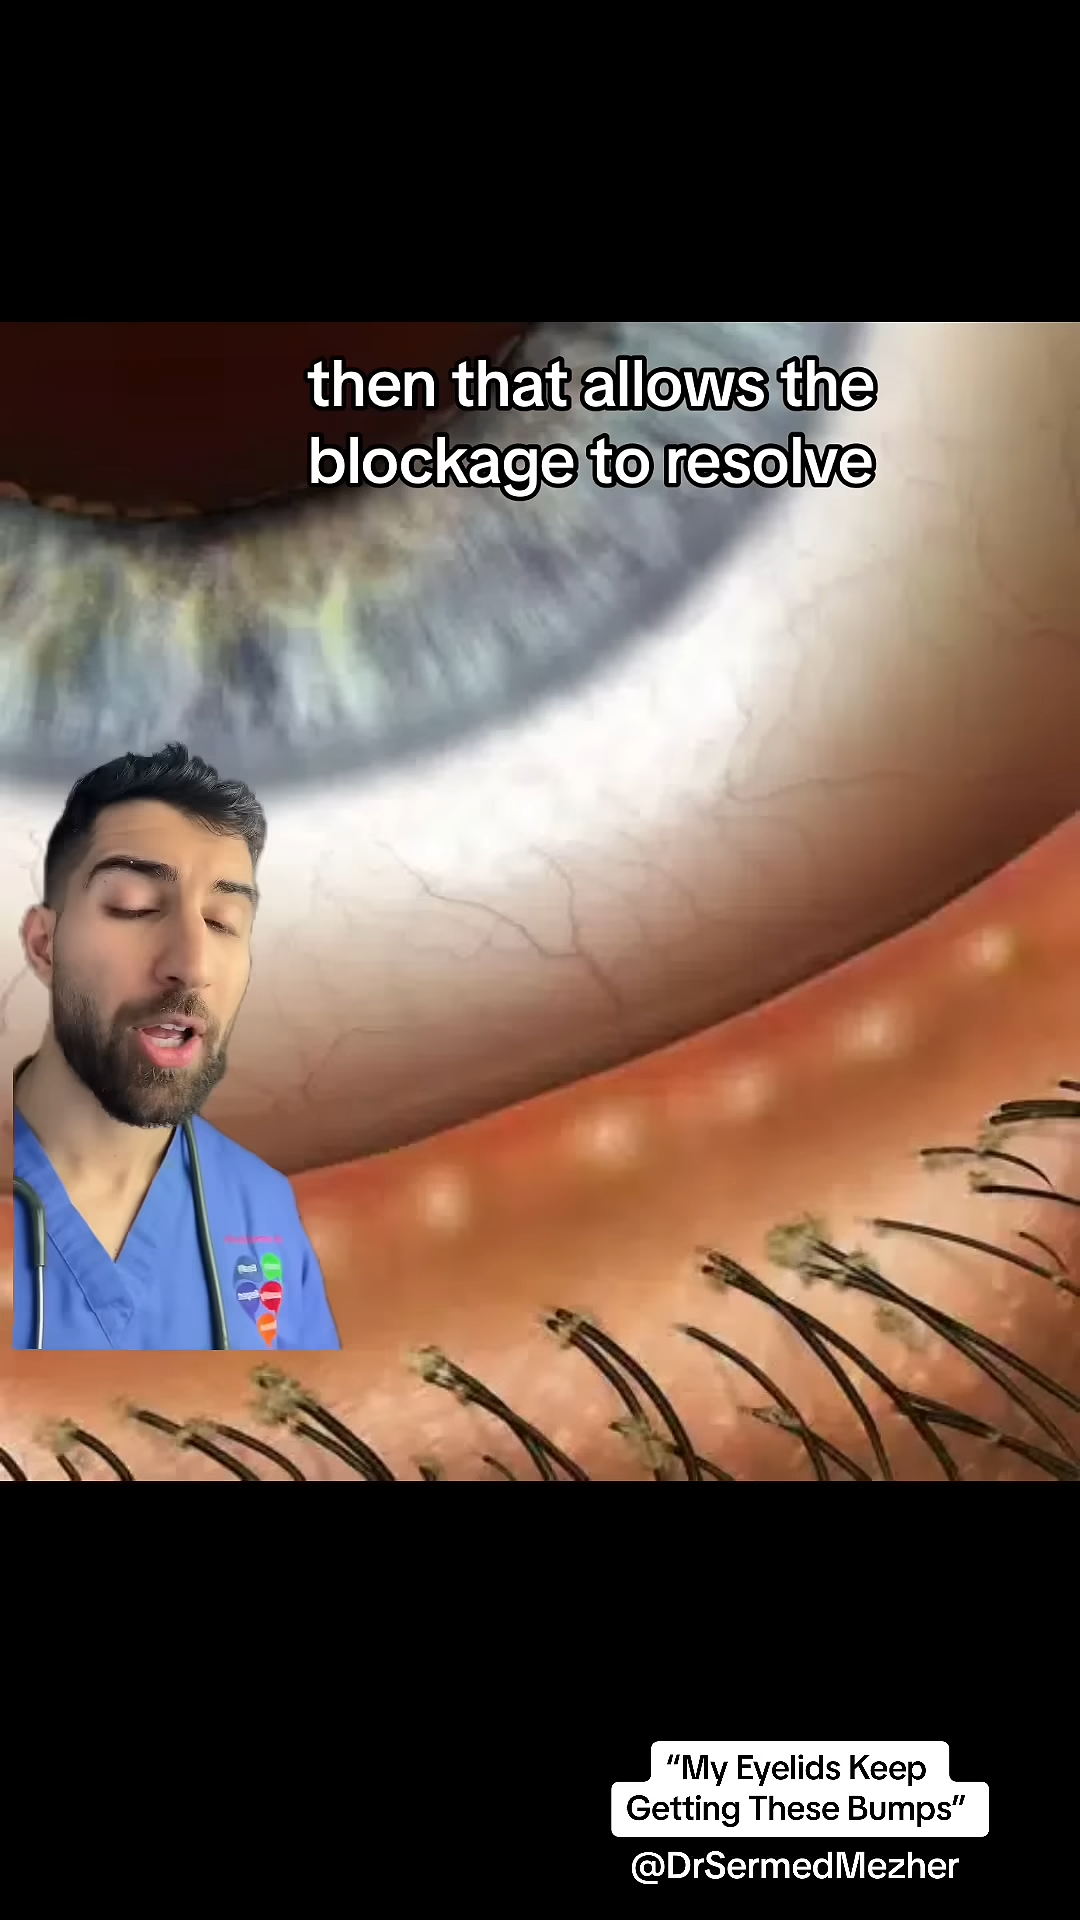 then that allows the
blockage to resolve
“My Eyelids Keep
Getting These Bumps”
@DrSermedMezher